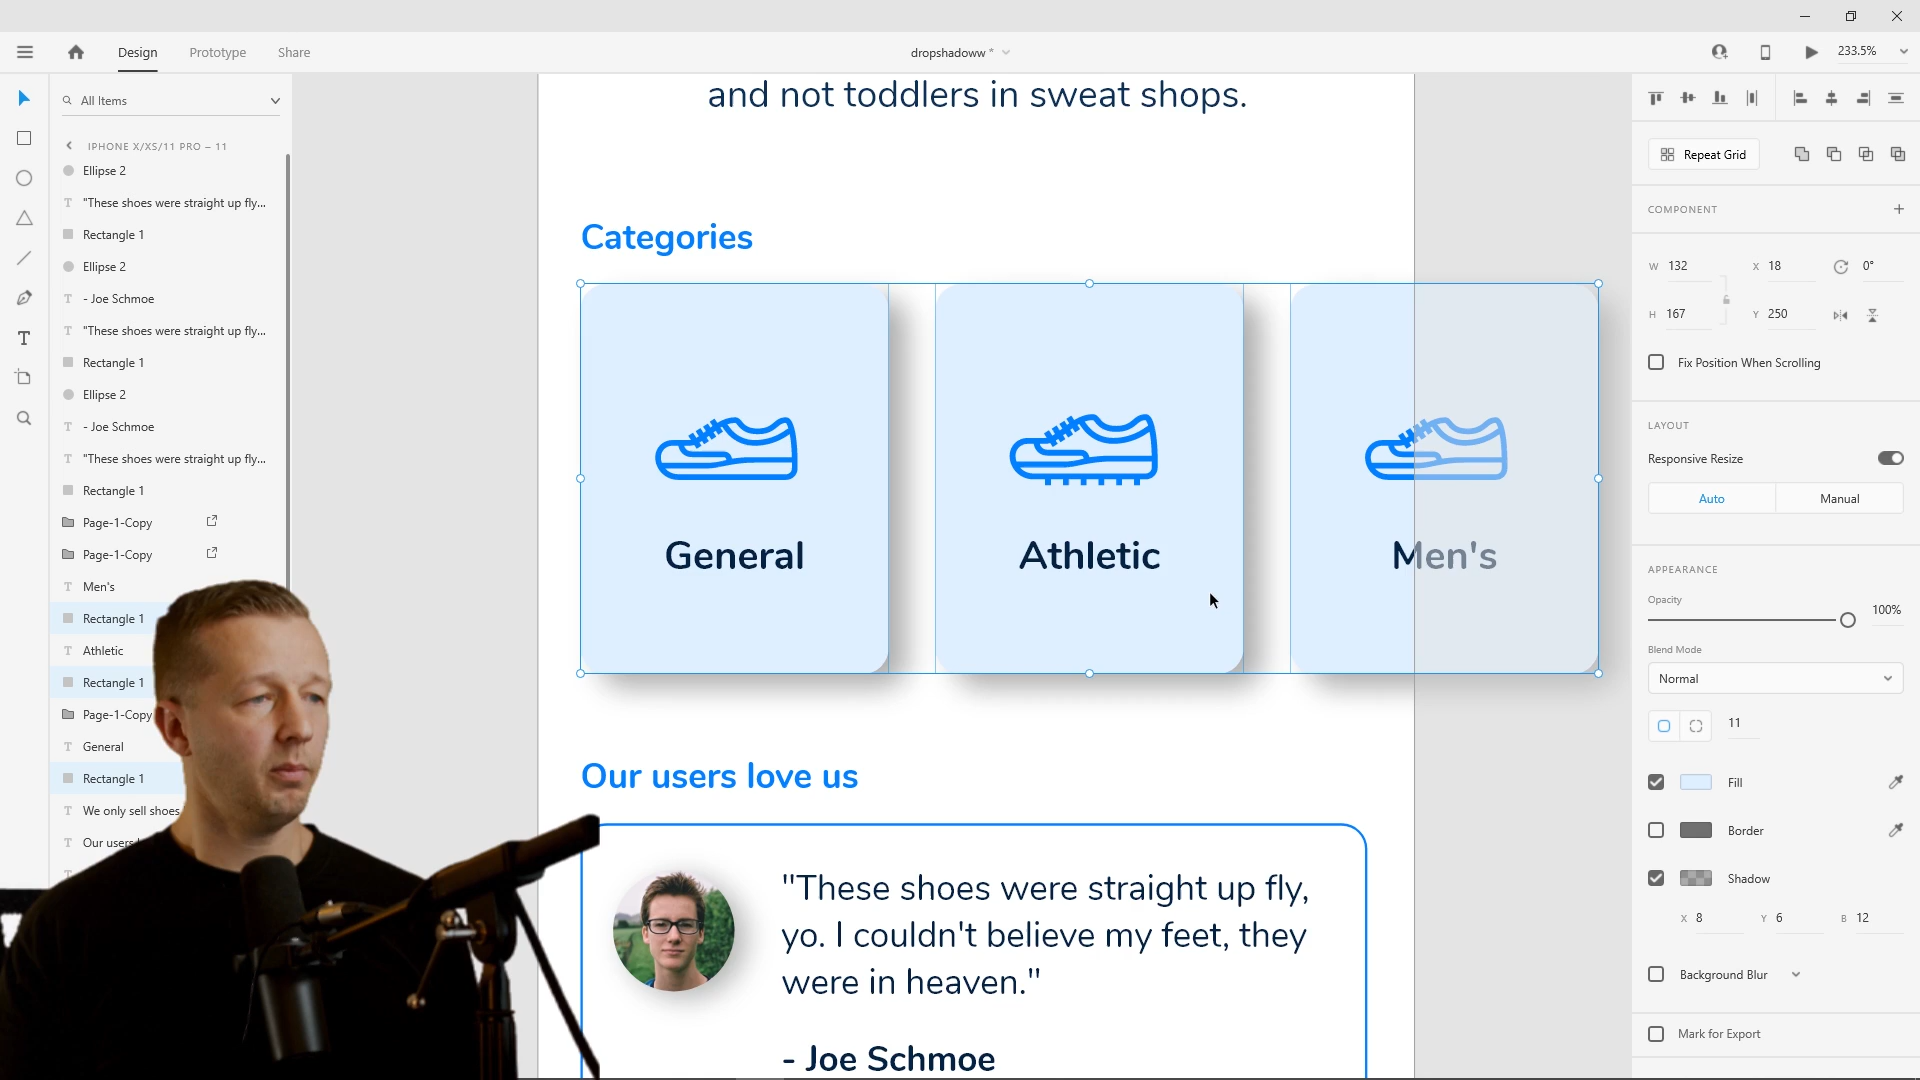 Design
Prototype
Share
dropshadoww *
233.5%
All Items
IPHONE X/XS/11 PRO – 11
Ellipse 2
T "These shoes were straight up fly...
Rectangle 1
Ellipse 2
T - Joe Schmoe
T "These shoes were straight up fly...
Rectangle 1
Ellipse 2
T - Joe Schmoe
T "These shoes were straight up fly...
Rectangle 1
Page-1-Copy
Page-1-Copy
T Men's
Rectangle 1
T Athletic
Rectangle 1
Page-1-Copy
T General
Rectangle 1
T We only sell shoes
T Our users
and not toddlers in sweat shops.
Categories
General
Athletic
Men's
Our users love us
"These shoes were straight up fly,
yo. I couldn't believe my feet, they
were in heaven."
- Joe Schmoe
Repeat Grid
COMPONENT
W 132 X 18 0°
H 167 Y 250
Fix Position When Scrolling
LAYOUT
Responsive Resize
Auto
Manual
APPEARANCE
Opacity
100%
Blend Mode
Normal
11
Fill
Border
Shadow
X 8 Y 6 B 12
Background Blur
Mark for Export